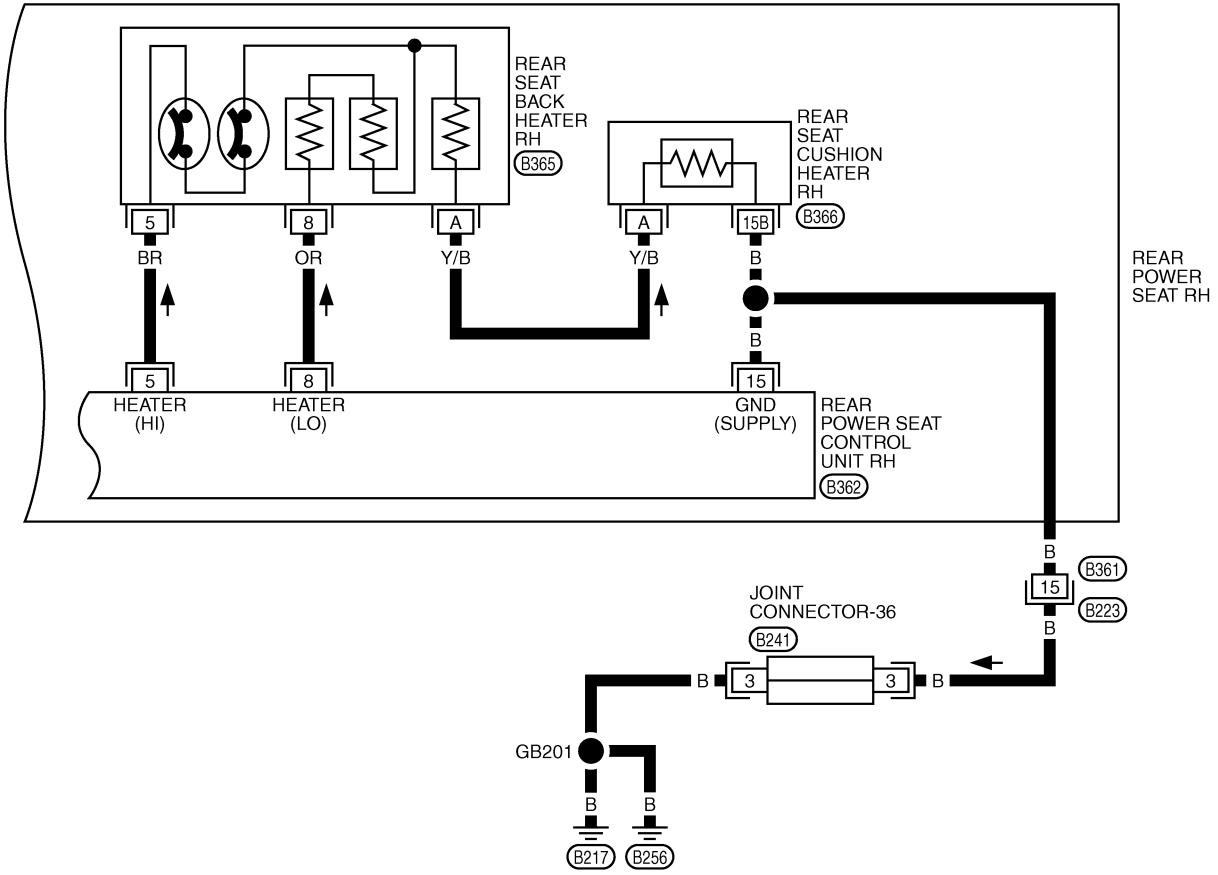 REAR
SEAT
BACK
HEATER
RH
B365
REAR
SEAT
CUSHION
HEATER
RH
B366
5
8
A
A
15B
BR
OR
Y/B
Y/B
B
REAR
POWER
SEAT RH
B
5
8
15
HEATER
(HI)
HEATER
(LO)
GND
(SUPPLY)
REAR
POWER SEAT
CONTROL
UNIT RH
B362
B
B361
15
B223
B
JOINT
CONNECTOR-36
B241
B
3
3
B
GB201
B
B
B217
B256